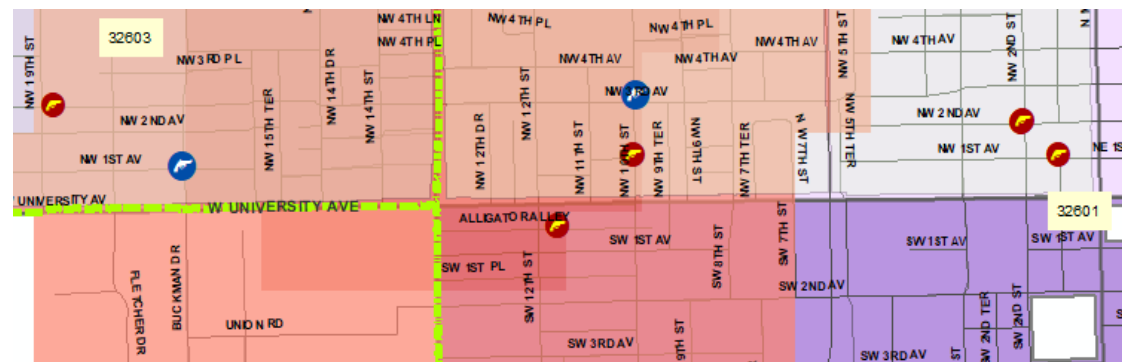 NW 4TH LN
NW 4TH PL
NW 4TH PL
NW 4TH PL
32603
NW 3RD PL
NW 4TH AV
NW 4TH AV
NW 4TH AV
NW 4TH AV
NW 5TH ST
NW 2ND ST
NW 19TH ST
NW 14TH DR
NW 14TH ST
NW 12TH ST
NW 3RD AV
NW 15TH TER
NW 2ND AV
NW 2ND AV
NW 1ST AV
NW 12TH DR
NW 11TH ST
NW 10TH ST
NW 9TH TER
NW 9TH ST
NW 7TH TER
N W 7TH ST
NW 5TH TER
NW 1ST AV
NE 1S
UNIVERSITY AV
W UNIVERSITY AVE
ALLIGATOR ALLEY
32601
SW 1ST AV
SW 1ST AV
SW 1ST AV
SW 7TH ST
SW 8TH ST
SW 1ST PL
SW 12TH ST
SW 2ND AV
FLETCHER DR
BUCKMAN DR
UNION RD
SW 2ND TER
SW 2ND ST
S
9TH ST
SW 3RD AV
SW 3RD AV
ST